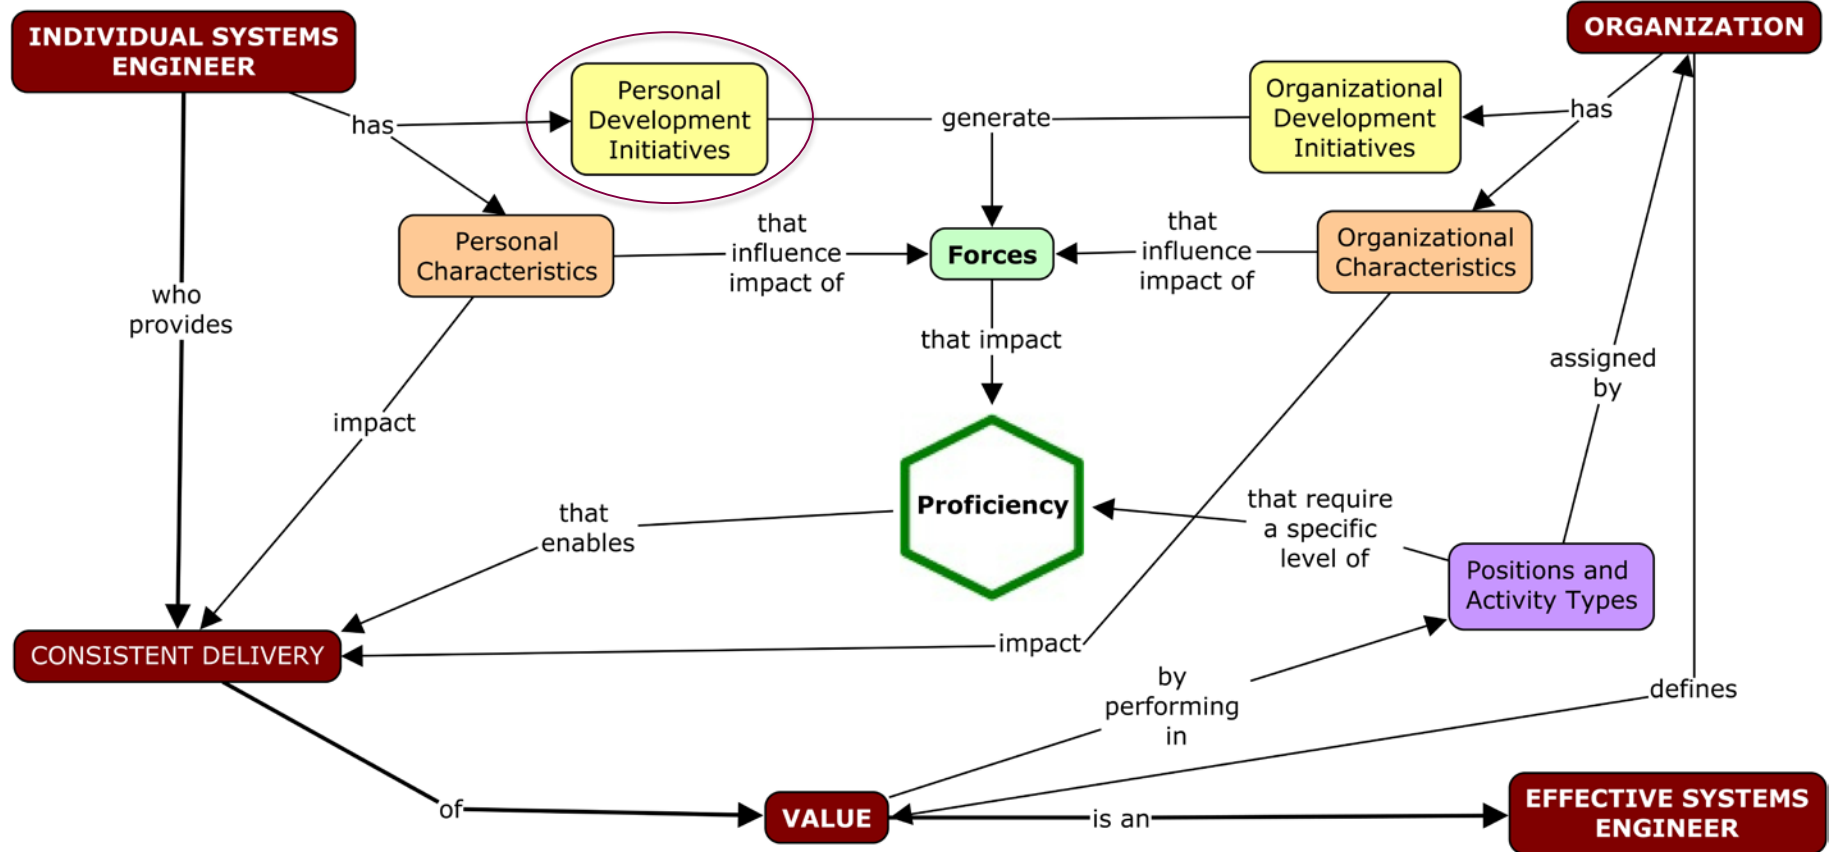 INDIVIDUAL SYSTEMS
ENGINEER
ORGANIZATION
has
Personal
Development
Initiatives
generate
Organizational
Development
Initiatives
has
Personal
Characteristics
that
influence
impact of
Forces
that
influence
impact of
Organizational
Characteristics
who
provides
that impact
assigned
by
impact
Proficiency
that
enables
that require
a specific
level of
Positions and
Activity Types
CONSISTENT DELIVERY
impact
by
performing
in
defines
of
VALUE
is an
EFFECTIVE SYSTEMS
ENGINEER